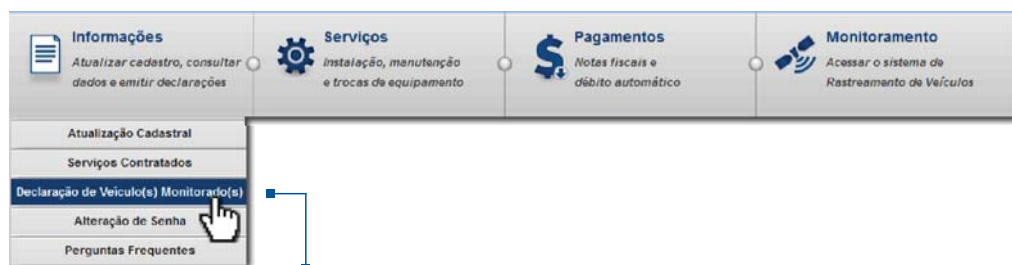 Informações
Atualizar cadastro, consultar
dados e emitir declarações
Serviços
Instalação, manutenção
e trocas de equipamento
Pagamentos
Notas fiscais e
débito automático
Monitoramento
Acessar o sistema de
Rastreamento de Veículos
Atualização Cadastral
Serviços Contratados
Declaração de Veículo(s) Monitorado(s)
Alteração de Senha
Perguntas Frequentes